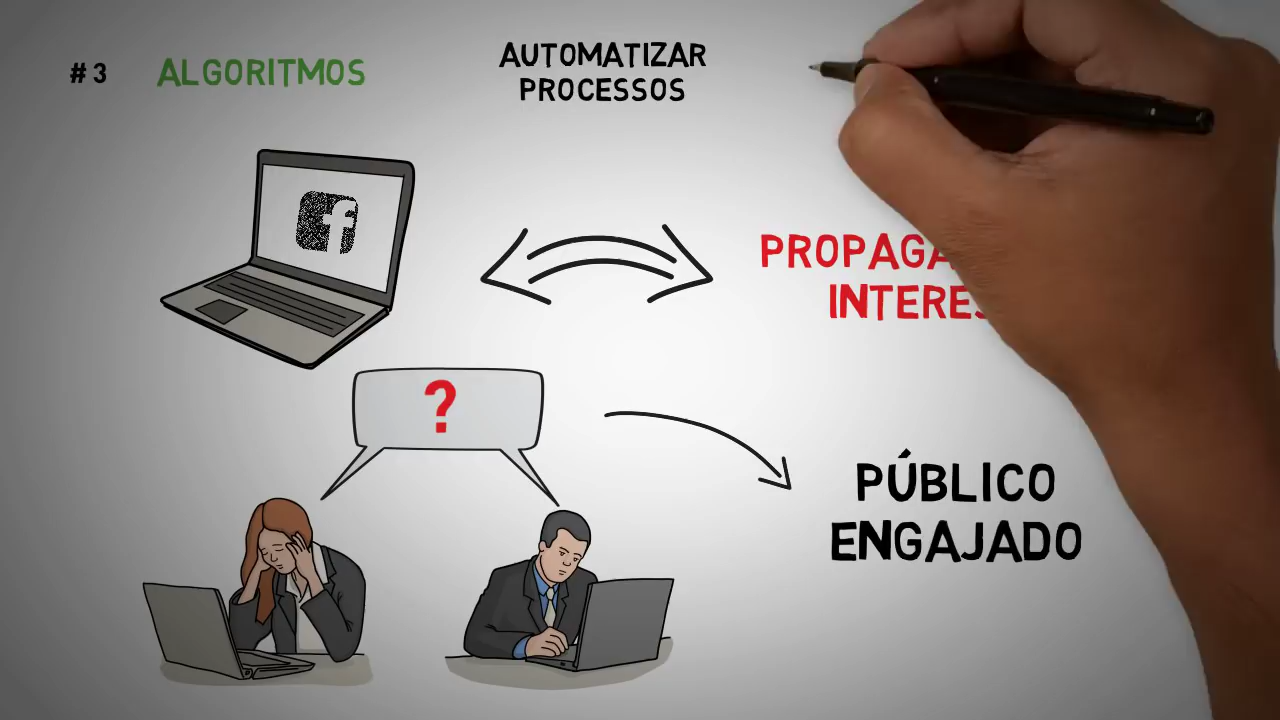 #3 ALGORITMOS
AUTOMATIZAR
PROCESSOS
?
PÚBLICO
ENGAJADO